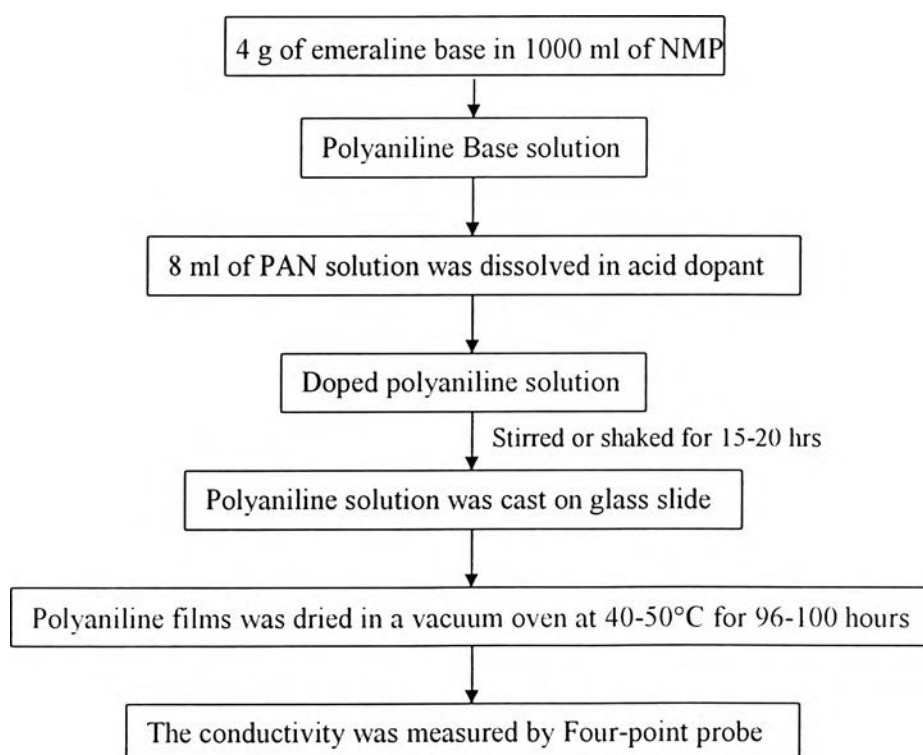 4 g of emeraline base in 1000 ml of NMP
Polyaniline Base solution
8 ml of PAN solution was dissolved in acid dopant
Doped polyaniline solution
Stirred or shaked for 15-20 hrs
Polyaniline solution was cast on glass slide
Polyaniline films was dried in a vacuum oven at 40-50°C for 96-100 hours
The conductivity was measured by Four-point probe